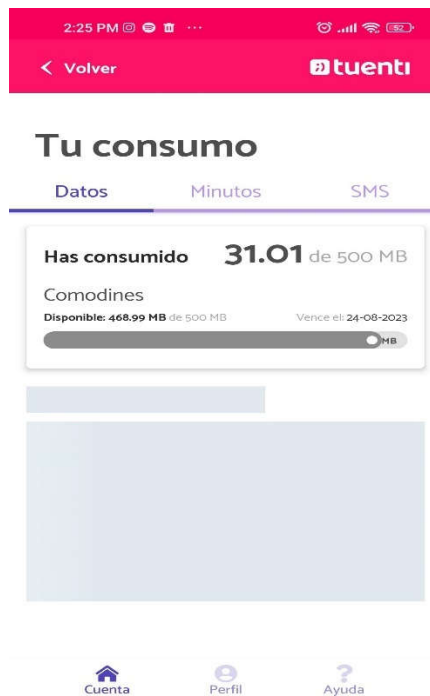 2:25 PM
52
Volver
tuenti
Tu consumo
Datos Minutos SMS
Has consumido 31.01 de 500 MB
Comodines
Disponible: 468.99 MB de 500 MB Vence el: 24-08-2023
MB
Cuenta Perfil Ayuda